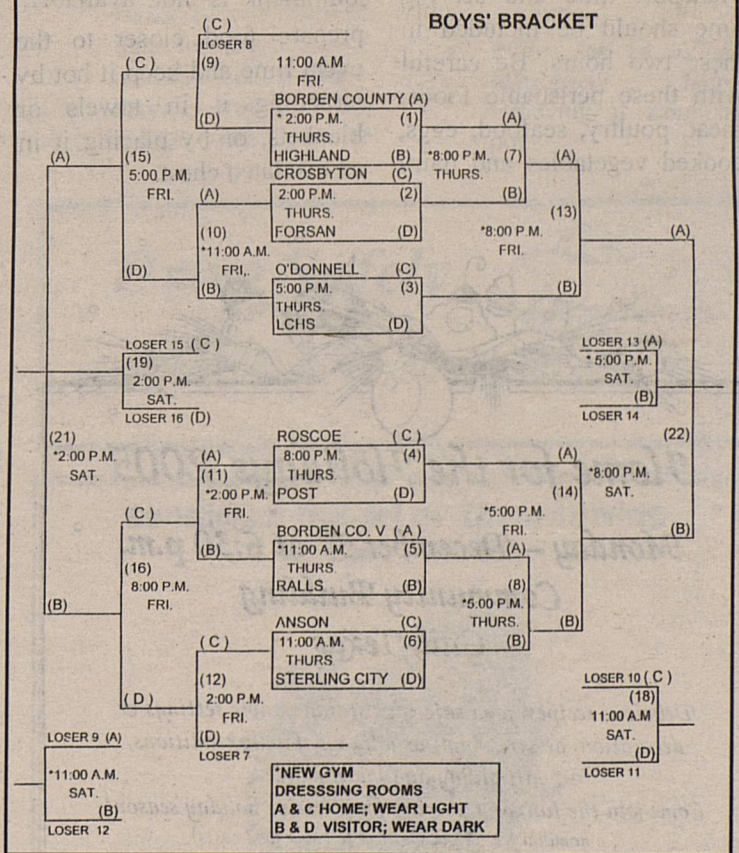 BOYS' BRACKET
( C )
LOSER 8
( C ) (9) 11:00 A.M.
FRI.
(D)
BORDEN COUNTY (A)
* 2:00 P.M. (1)
THURS.
HIGHLAND (B)
(A)
*8:00 P.M. (7)
THURS.
(B)
(A)
(A)
(15)
5:00 P.M.
FRI.
(D)
CROSBYTON (C)
2:00 P.M. (2)
THURS.
FORSAN (D)
(A)
(10)
*11:00 A.M.
FRI,.
(B)
(13)
*8:00 P.M.
FRI.
(B)
(A)
O'DONNELL (C)
5:00 P.M. (3)
THURS.
LCHS (D)
LOSER 15 ( C )
(19)
2:00 P.M.
SAT.
LOSER 16 (D)
LOSER 13 (A)
* 5:00 P.M.
SAT.
(B)
LOSER 14
(21)
*2:00 P.M.
SAT.
(22)
*8:00 P.M.
SAT.
(B)
ROSCOE ( C )
8:00 P.M. (4)
THURS
POST (D)
(A)
(11)
*2:00 P.M.
FRI.
(B)
(A)
(14)
*5:00 P.M.
FRI.
( C )
(16)
8:00 P.M.
FRI.
(B)
( D )
BORDEN CO. V ( A )
*11:00 A.M. (5)
THURS.
RALLS (B)
(A)
(8)
*5:00 P.M.
THURS.
(B)
(B)
ANSON (C)
11:00 A.M. (6)
THURS
STERLING CITY (D)
( C )
(12)
2:00 P.M.
FRI.
(D)
LOSER 7
LOSER 10 ( C )
(18)
11:00 A.M
SAT.
(D)
LOSER 11
LOSER 9 (A)
*11:00 A.M.
SAT.
(B)
LOSER 12
*NEW GYM
DRESSSING ROOMS
A & C HOME; WEAR LIGHT
B & D VISITOR; WEAR DARK